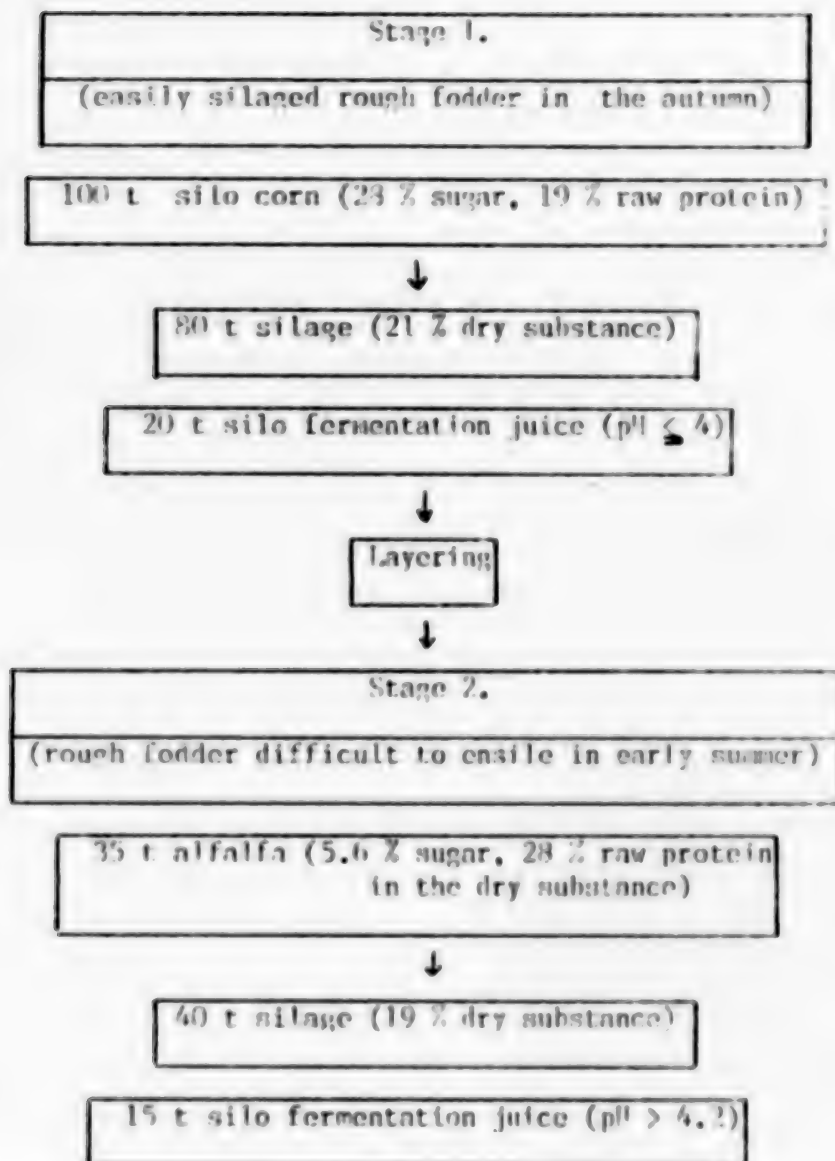 Stage 1.
(easily silaged rough fodder in the autumn)
100 t silo corn (28 % sugar, 19 % raw protein)
↓
80 t silage (21 % dry substance)
20 t silo fermentation juice (pH ≤ 4)
↓
Layering
↓
Stage 2.
(rough fodder difficult to ensile in early summer)
35 t alfalfa (5.6 % sugar, 28 % raw protein
in the dry substance)
↓
40 t silage (19 % dry substance)
15 t silo fermentation juice (pH > 4.2)